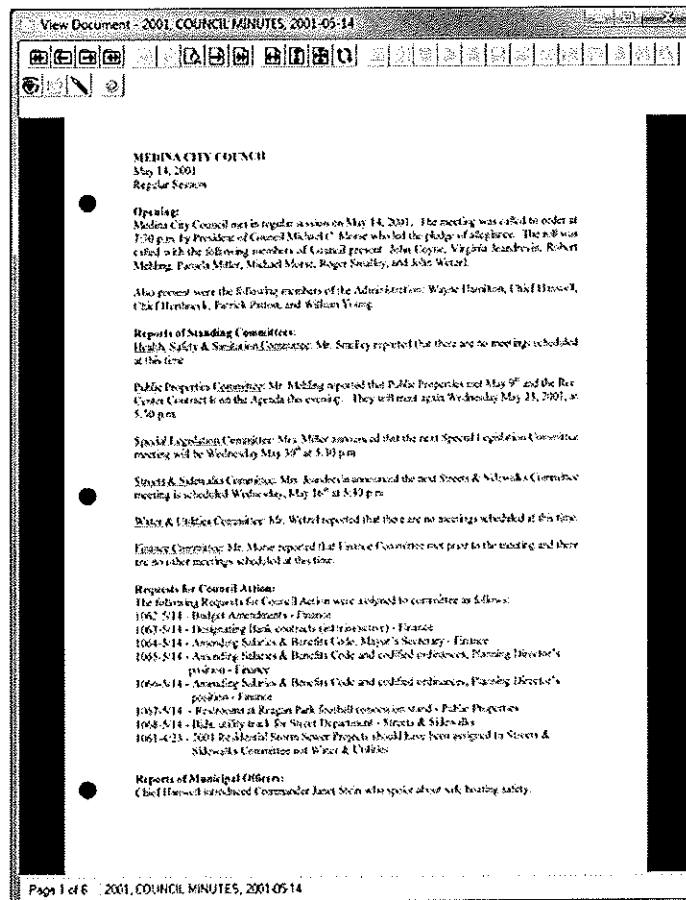 View Document - 2001, COUNCIL MINUTES, 2001-05-14
MEDINA CITY COUNCIL
May 14, 2001
Regular Session
Opening:
Medina City Council met in regular session on May 14, 2001. The meeting was called to order at
7:30 p.m. by President of Council Michael C. Morse who led the pledge of allegiance. The roll was
called with the following members of Council present: John Coyne, Virginia Jeandrevin, Robert
Mehling, Pamela Miller, Michael Morse, Roger Smalley, and John Wetzel.
Also present were the following members of the Administration: Wayne Hamilton, Chief
Chief Patrick Patton, and William Young.
Reports of Standing Committees:
Health, Safety & Sanitation Committee: Mr. Smalley reported that there are no meetings scheduled
at this time.
Public Properties Committee: Mr. Mehling reported that Public Properties met May 9th and the Rec
Center Contract is on the Agenda this evening. They will meet again Wednesday May 23, 2001, at
5:30 p.m.
Special Legislation Committee: Mrs. Miller announced that the next Special Legislation Committee
meeting will be Wednesday May 30th at 5:30 p.m.
Streets & Sidewalks Committee: Mrs. Jeandrevin announced the next Streets & Sidewalks Committee
meeting is scheduled Wednesday, May 16th at 5:30 p.m.
Water & Utilities Committee: Mr. Wetzel reported that there are no meetings scheduled at this time.
Finance Committee: Mr. Morse reported that Finance Committee met prior to the meeting and there
are no other meetings scheduled at this time.
Requests for Council Action:
The following Requests for Council Action were assigned to committee as follows:
1062-5/14 - Budget Amendments - Finance
1063-5/14 - Designating Bank contracts - Finance
1064-5/14 - Amending Salaries & Benefits Code, Mayor's Secretary - Finance
1065-5/14 - Amending Salaries & Benefits Code and codified ordinances, Planning Director's
position - Finance
1066-5/14 - Amending Salaries & Benefits Code and codified ordinances, Planning Director's
position - Finance
1067-5/14 - Restrooms at Reagan Park football concession stand - Public Properties
1068-5/14 - Bids, utility truck for Street Department - Streets & Sidewalks
1061-4/23 - 2001 Residential Storm Sewer Projects should have been assigned to Streets &
Sidewalks Committee not Water & Utilities
Reports of Municipal Officers:
Chief introduced Commander Janet Stein who spoke about safe boating safety.
Page 1 of 6 2001, COUNCIL MINUTES, 2001-05-14